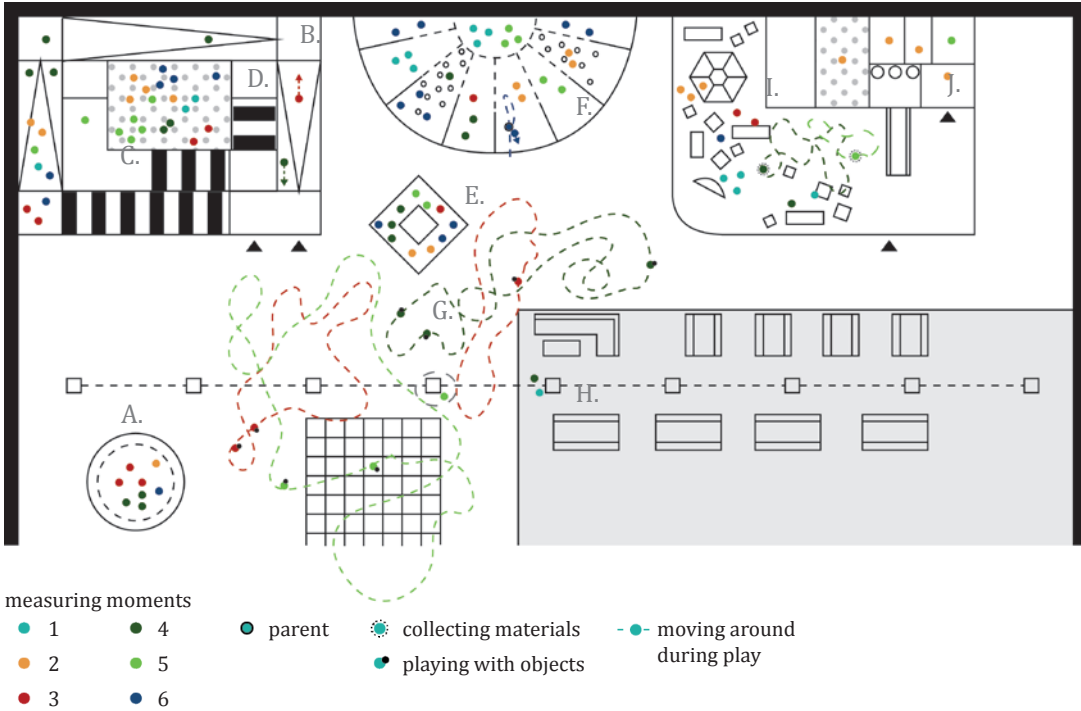 B.
D.
C.
F.
I.
J.
E.
G.
A.
H.
measuring moments
1
4
parent
collecting materials
moving around
during play
2
5
playing with objects
3
6